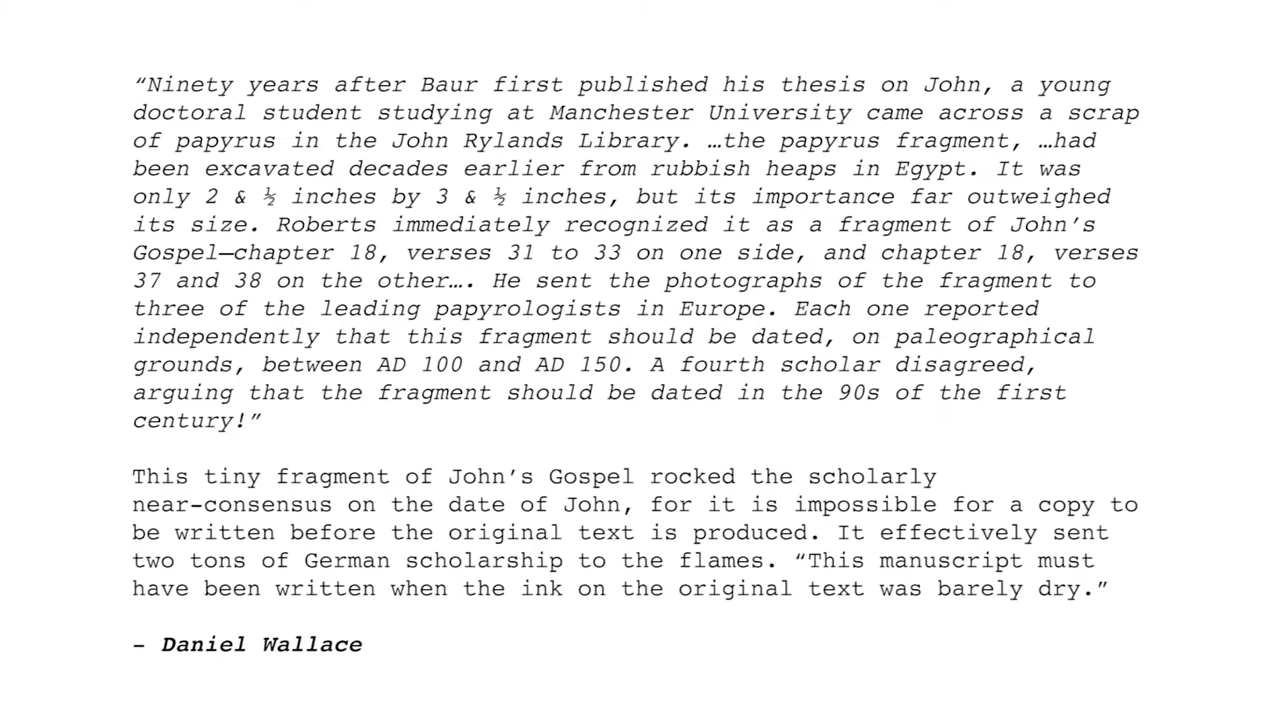 “Ninety years after Baur first published his thesis on John, a young
doctoral student studying at Manchester University came across a scrap
of papyrus in the John Rylands Library. …the papyrus fragment, …had
been excavated decades earlier from rubbish heaps in Egypt. It was
only 2 & ½ inches by 3 & ½ inches, but its importance far outweighed
its size. Roberts immediately recognized it as a fragment of John’s
Gospel—chapter 18, verses 31 to 33 on one side, and chapter 18, verses
37 and 38 on the other…. He sent the photographs of the fragment to
three of the leading papyrologists in Europe. Each one reported
independently that this fragment should be dated, on paleographical
grounds, between AD 100 and AD 150. A fourth scholar disagreed,
arguing that the fragment should be dated in the 90s of the first
century!”
This tiny fragment of John’s Gospel rocked the scholarly
near-consensus on the date of John, for it is impossible for a copy to
be written before the original text is produced. It effectively sent
two tons of German scholarship to the flames. “This manuscript must
have been written when the ink on the original text was barely dry.”
– Daniel Wallace